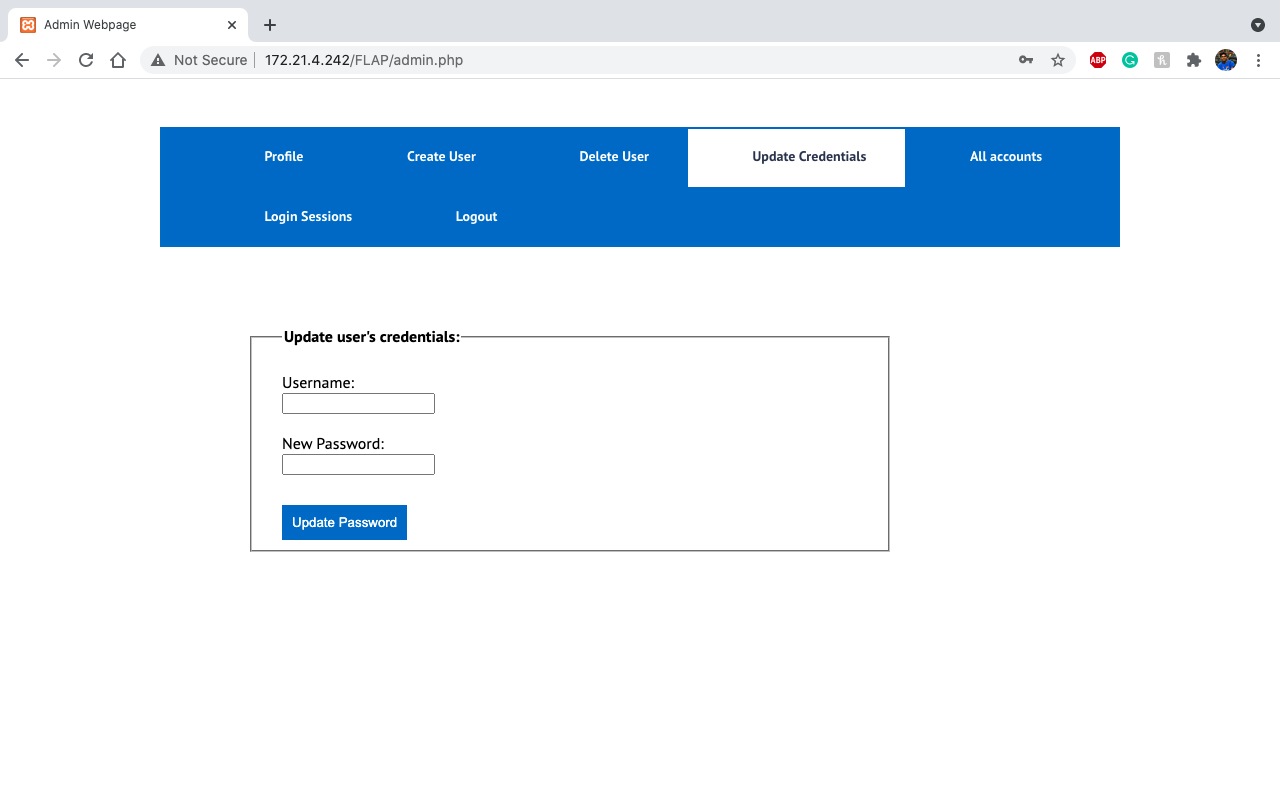 Admin Webpage
Not Secure 172.21.4.242/FLAP/admin.php
ABP
Profile Create User Delete User Update Credentials All accounts
Login Sessions Logout
Update user's credentials:
Username:
New Password:
Update Password